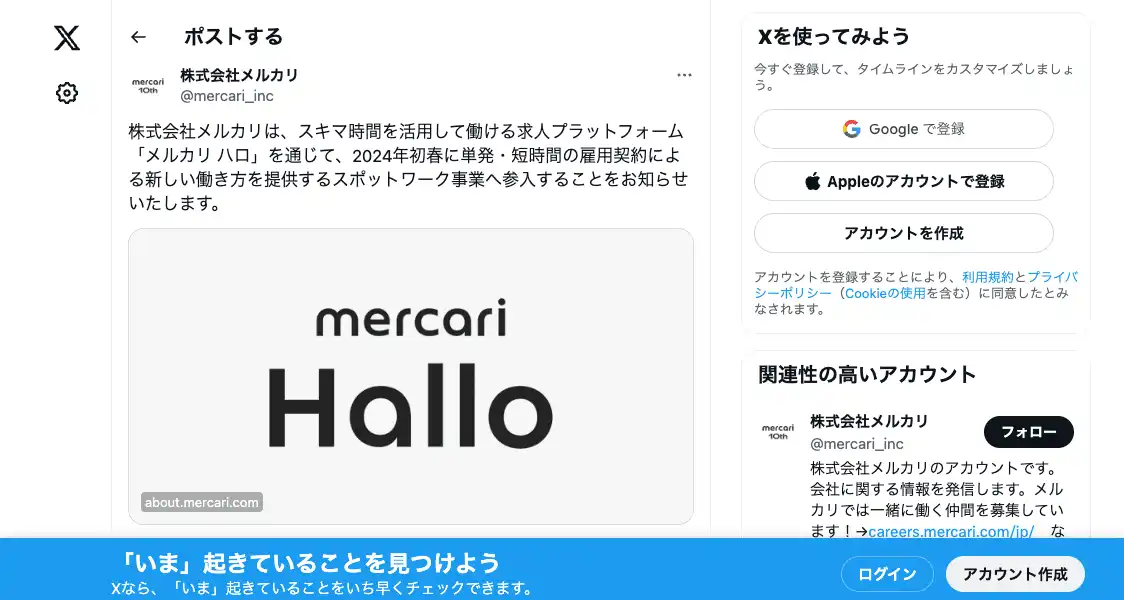 ポストする
mercari
10th
株式会社メルカリ
@mercari_inc
株式会社メルカリは、スキマ時間を活用して働ける求人プラットフォーム
「メルカリ ハロ」を通じて、2024年初春に単発・短時間の雇用契約によ
る新しい働き方を提供するスポットワーク事業へ参入することをお知らせ
いたします。
mercari
Hallo
about.mercari.com
Xを使ってみよう
今すぐ登録して、タイムラインをカスタマイズしましょ
う。
Google で登録
Appleのアカウントで登録
アカウントを作成
アカウントを登録することにより、利用規約とプライバ
シーポリシー（Cookieの使用を含む）に同意したとみ
なされます。
関連性の高いアカウント
mercari
10th
株式会社メルカリ
@mercari_inc
フォロー
株式会社メルカリのアカウントです。
会社に関する情報を発信します。メル
カリでは一緒に働く仲間を募集してい
ます！→careers.mercari.com/jp/ な
「いま」起きていることを見つけよう
Xなら、「いま」起きていることをいち早くチェックできます。
ログイン
アカウント作成